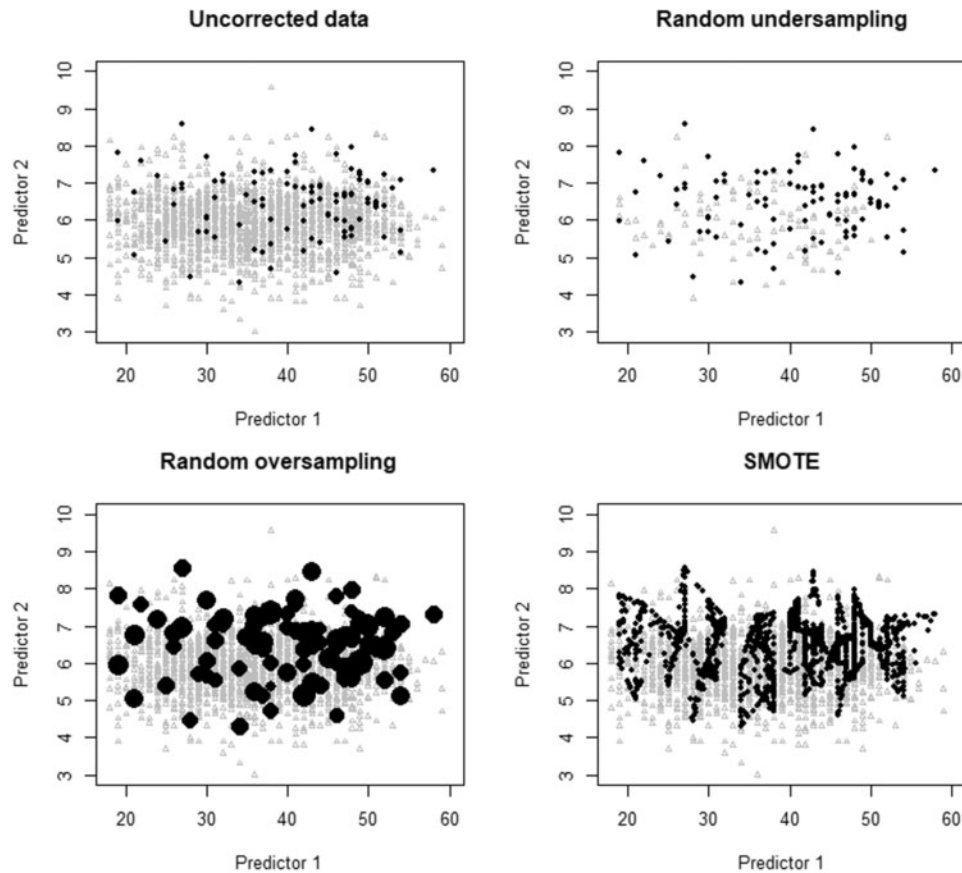 Uncorrected data
Random undersampling
10
9
8
7
6
5
4
3
Predictor 2
20 30 40 50 60
Predictor 1
10
9
8
7
6
5
4
3
Predictor 2
20 30 40 50 60
Predictor 1
Random oversampling
SMOTE
10
9
8
7
6
5
4
3
Predictor 2
20 30 40 50 60
Predictor 1
10
9
8
7
6
5
4
3
Predictor 2
20 30 40 50 60
Predictor 1